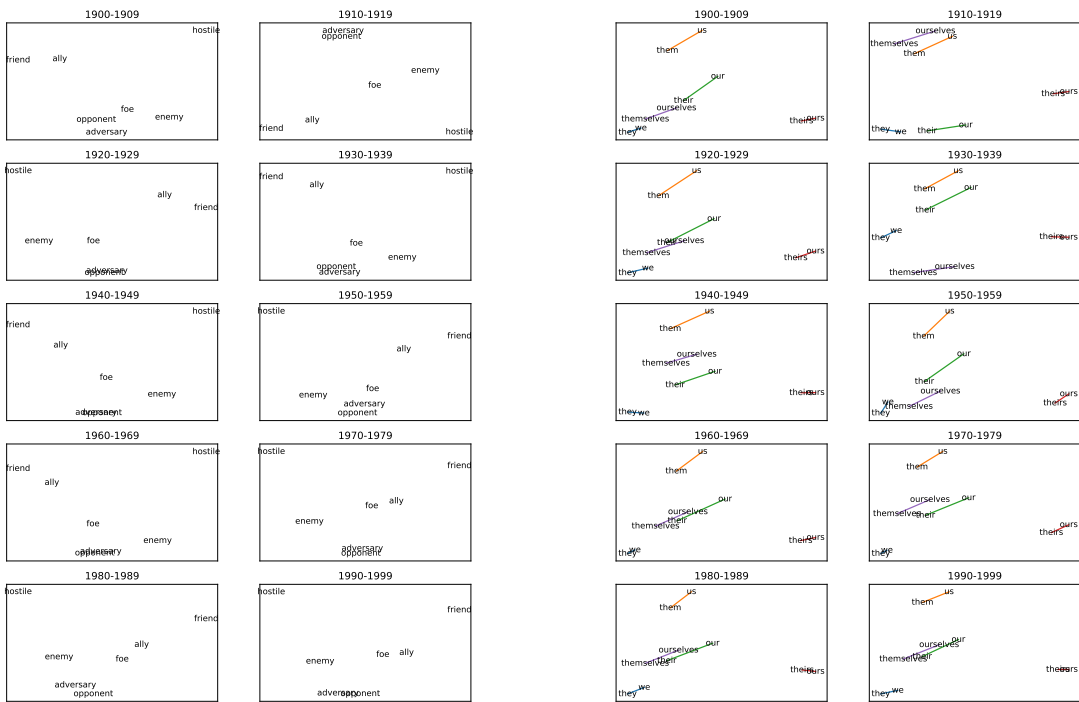 1900-1909
hostile
friend
ally
foe
opponent
enemy
adversary
1910-1919
adversary
opponent
enemy
foe
ally
friend
hostile
1900-1909
us
them
our
their
ourselves
themselves
theirs
ours
we
they
1910-1919
ourselves
us
themselves
them
theirs
ours
our
they
we
their
1920-1929
hostile
ally
friend
enemy
foe
adversary
opponent
1930-1939
hostile
friend
ally
foe
enemy
opponent
adversary
1920-1929
us
them
our
their
ourselves
themselves
ours
theirs
we
they
1930-1939
us
them
our
their
we
they
theirs
ours
ourselves
themselves
1940-1949
hostile
friend
ally
foe
enemy
adversary
opponent
1950-1959
hostile
friend
ally
foe
enemy
adversary
opponent
1940-1949
us
them
ourselves
themselves
our
their
theirs
ours
they
we
1950-1959
us
them
our
their
ourselves
ours
we
theirs
themselves
they
1960-1969
hostile
friend
ally
foe
enemy
adversary
opponent
1970-1979
hostile
friend
ally
foe
enemy
adversary
opponent
1960-1969
us
them
our
ourselves
their
themselves
ours
theirs
we
they
1970-1979
us
them
our
ourselves
themselves
their
ours
theirs
we
they
1980-1989
hostile
friend
ally
enemy
foe
adversary
opponent
1990-1999
hostile
friend
ally
foe
enemy
adversary
opponent
1980-1989
us
them
our
ourselves
their
themselves
theirs
ours
we
they
1990-1999
us
them
our
ourselves
their
themselves
theirs
ours
we
they